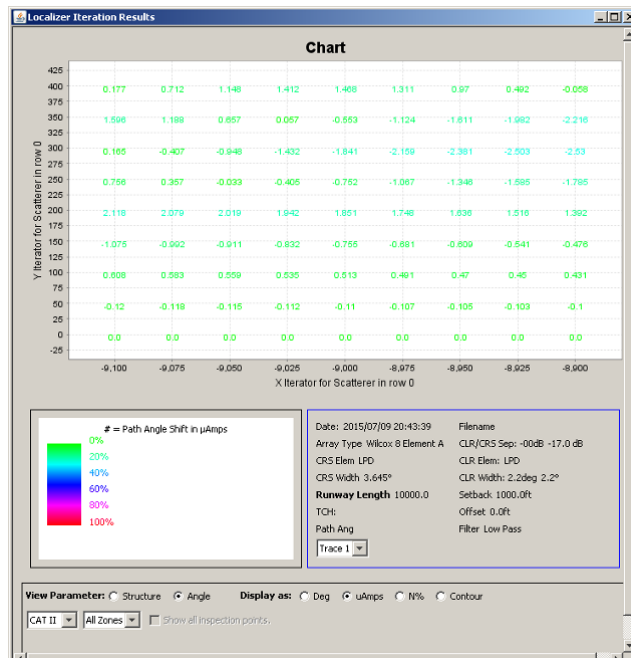 Localizer Iteration Results
Chart
425
400 0.177 0.712 1.148 1.412 1.468 1.311 0.97 0.492 -0.058
375
350 1.596 1.188 0.657 0.057 -0.553 -1.124 -1.611 -1.982 -2.216
325
300 0.165 -0.407 -0.946 -1.432 -1.841 -2.159 -2.381 -2.503 -2.53
275
250 0.756 0.357 -0.033 -0.405 -0.752 -1.067 -1.346 -1.595 -1.795
225
200 2.118 2.079 2.019 1.942 1.851 1.748 1.636 1.516 1.392
175
150 -1.075 -0.992 -0.911 -0.832 -0.755 -0.681 -0.609 -0.541 -0.476
125
100 0.608 0.583 0.559 0.535 0.513 0.491 0.47 0.45 0.431
75
50 -0.12 -0.118 -0.115 -0.112 -0.11 -0.107 -0.105 -0.103 -0.1
25
0 0.0 0.0 0.0 0.0 0.0 0.0 0.0 0.0 0.0
-25
Y Iterator for Scatterer in row 0
-9,100 -9,075 -9,050 -9,025 -9,000 -8,975 -8,950 -8,925 -8,900
X Iterator for Scatterer in row 0
# = Path Angle Shift in µAmps
0%
20%
40%
60%
80%
100%
Date: 2015/07/09 20:43:39 Filename
Array Type Wilcox 8 Element A CLR/CRS Sep: -00dB -17.0 dB
CRS Elem LPD CLR Elem: LPD
CRS Width 3.645° CLR Width: 2.2deg 2.2°
Runway Length 10000.0 Setback 1000.0ft
TCH: Offset 0.0ft
Path Ang Filter Low Pass
Trace 1
View Parameter: Structure Angle Display as: Deg uAmps N% Contour
CAT II All Zones Show all inspection points.